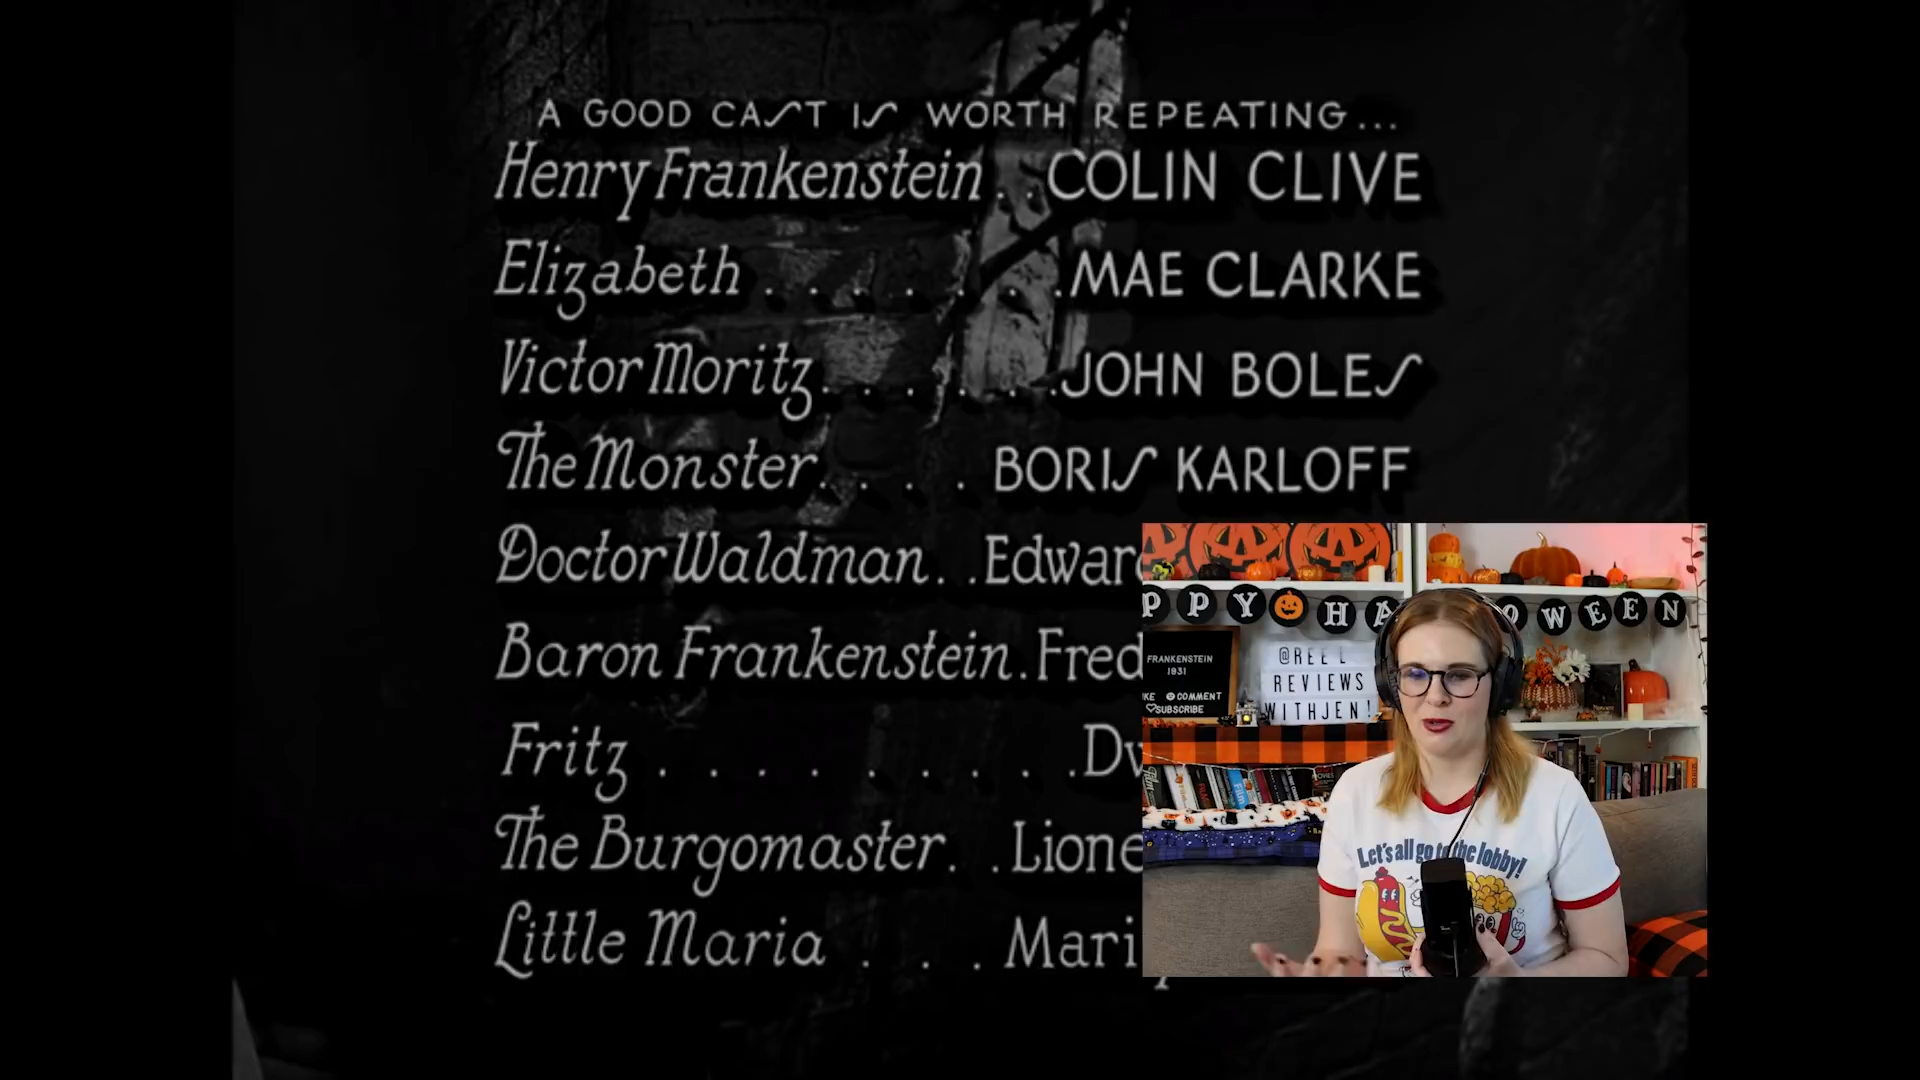 A GOOD CAST IS WORTH REPEATING...
Henry Frankenstein . . COLIN CLIVE
Elizabeth . . . . . . . MAE CLARKE
Victor Moritz. . . . . . JOHN BOLES
The Monster. . . . BORIS KARLOFF
Doctor Waldman. . Edwar
Baron Frankenstein. Fred
Fritz . . . . . . . . . . Dw
The Burgomaster. . Lione
Little Maria . . . Mari
PPY HA OWEEN
FRANKENSTEIN
1931
KE COMMENT
SUBSCRIBE
@REEL
REVIEWS
WITHJEN!
Let's all go to the lobby!